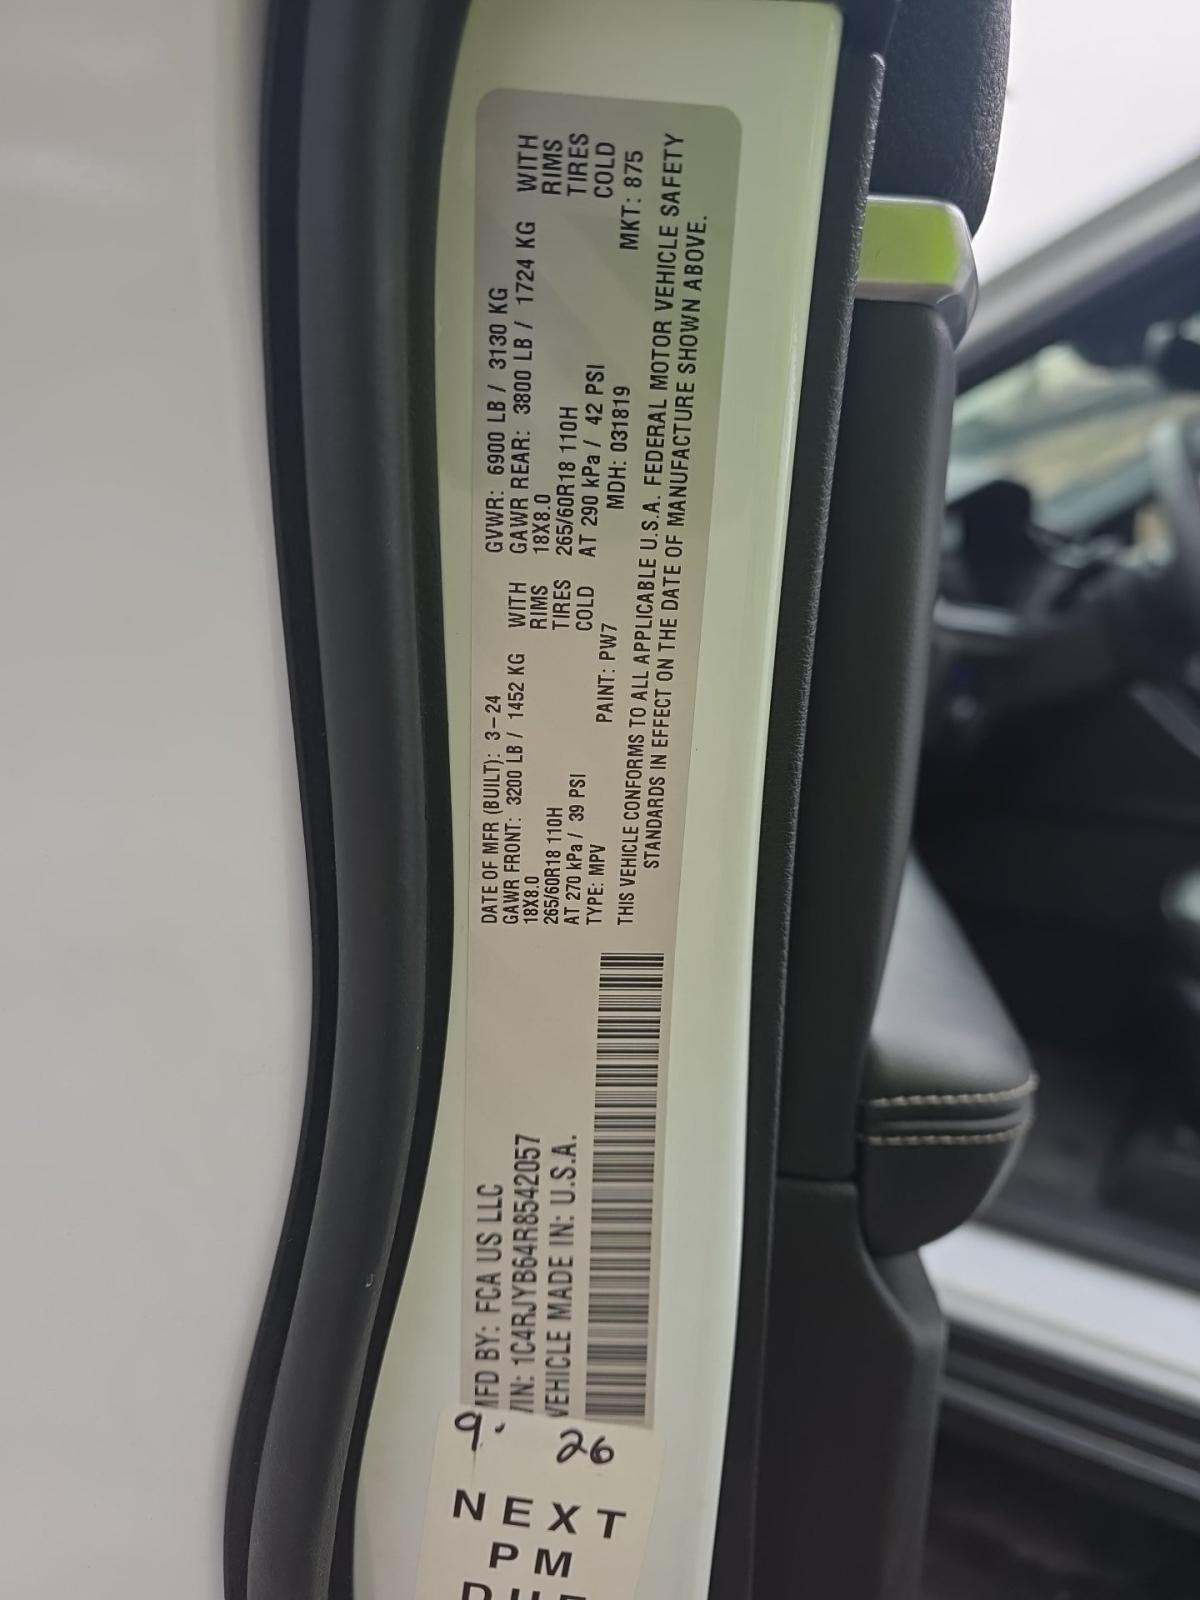 MFD BY: FCA US LLC
VIN: 1C4RJYB64R8542057
VEHICLE MADE IN: U.S.A.
DATE OF MFR (BUILT): 3-24 GVWR: 6900 LB / 3130 KG
GAWR FRONT: 3200 LB / 1452 KG WITH GAWR REAR: 3800 LB / 1724 KG WITH
18X8.0 RIMS 18X8.0 RIMS
265/60R18 110H TIRES 265/60R18 110H TIRES
AT 270 kPa / 39 PSI COLD AT 290 kPa / 42 PSI COLD
TYPE: MPV PAINT: PW7 MDH: 031819 MKT: 875
THIS VEHICLE CONFORMS TO ALL APPLICABLE U.S.A. FEDERAL MOTOR VEHICLE SAFETY
STANDARDS IN EFFECT ON THE DATE OF MANUFACTURE SHOWN ABOVE.
9. 26
NEXT
PM
DUE